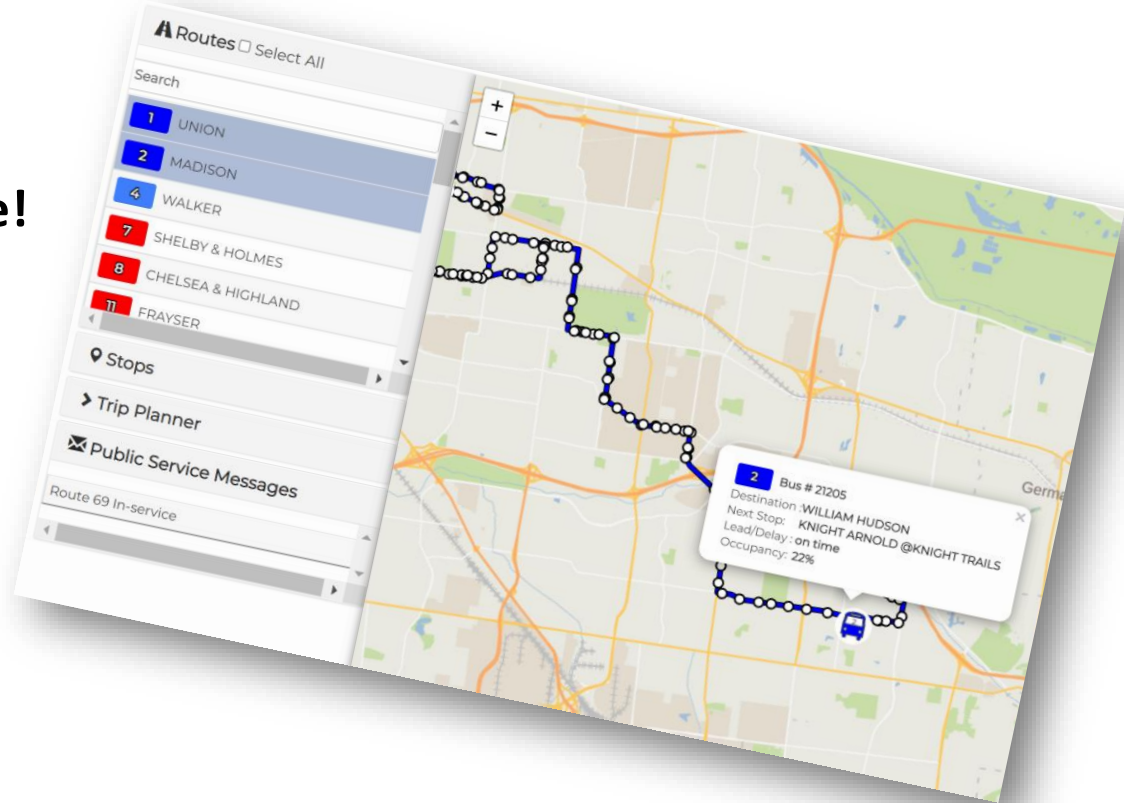 e!
Routes Select All
Search
1 UNION
2 MADISON
4 WALKER
7 SHELBY & HOLMES
8 CHELSEA & HIGHLAND
11 FRAYSER
Stops
Trip Planner
Public Service Messages
Route 69 In-service
+
−
2 Bus # 21205 ×
Destination :WILLIAM HUDSON
Next Stop: KNIGHT ARNOLD @KNIGHT TRAILS
Lead/Delay : on time
Occupancy: 22%
Germa